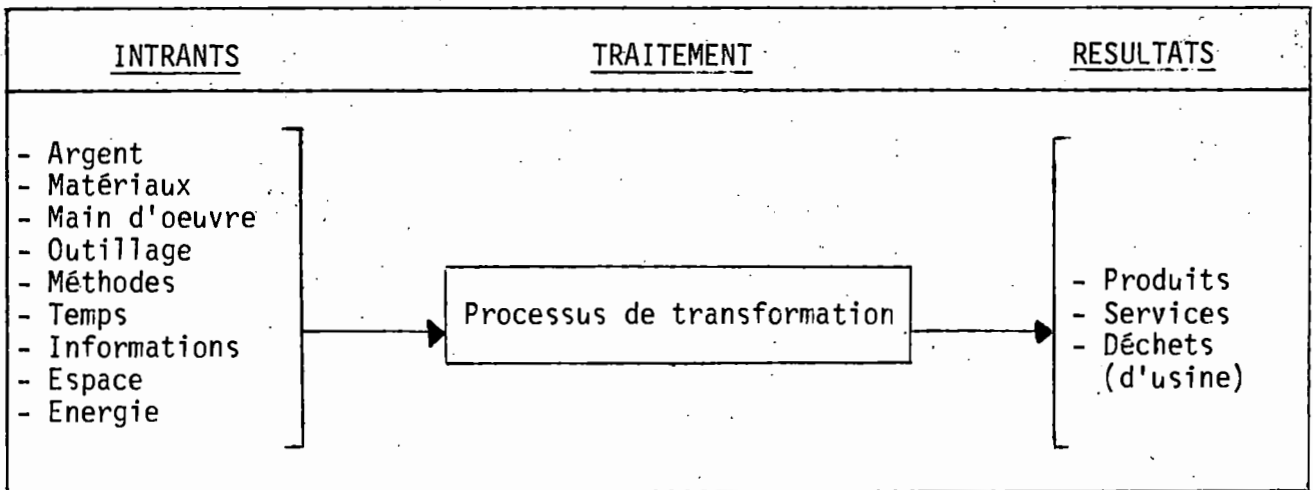 INTRANTS TRAITEMENT RESULTATS
- Argent
- Matériaux
- Main d'oeuvre
- Outillage
- Méthodes
- Temps
- Informations
- Espace
- Energie
Processus de transformation
- Produits
- Services
- Déchets
(d'usine)